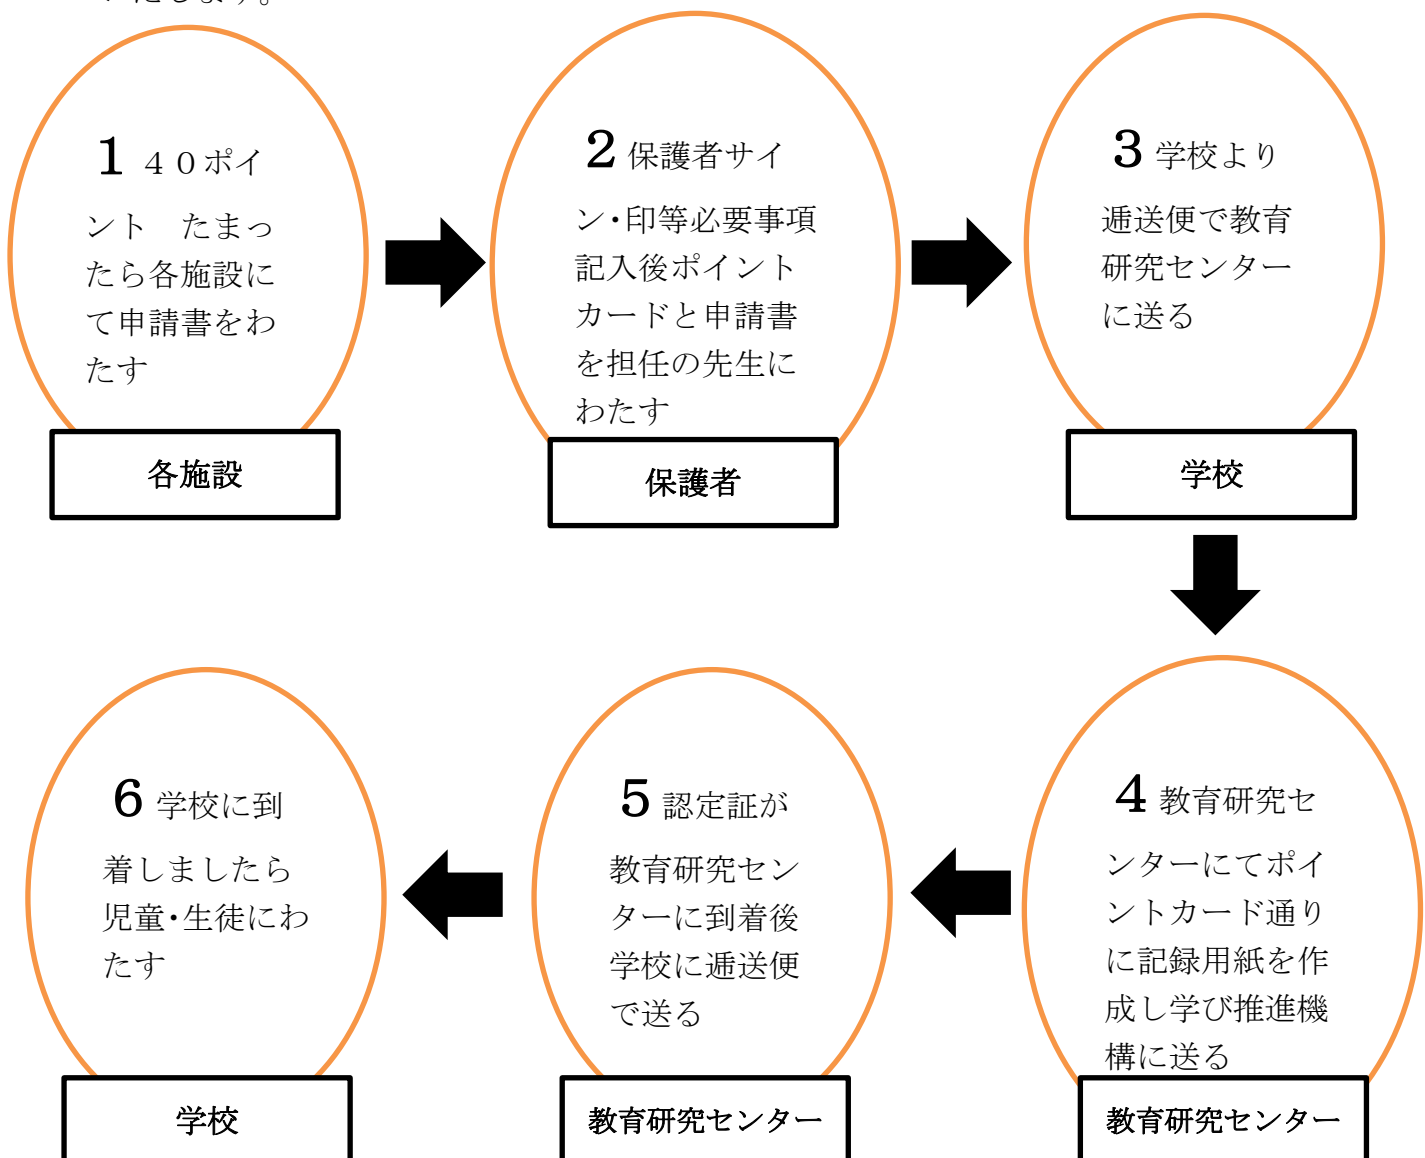 いたします。
1 ４０ポイ
ント　たまっ
たら各施設に
て申請書をわ
たす
各施設
2 保護者サイ
ン・印等必要事項
記入後ポイント
カードと申請書
を担任の先生に
わたす
保護者
3 学校より
逓送便で教育
研究センター
に送る
学校
4 教育研究セ
ンターにてポイ
ントカード通り
に記録用紙を作
成し学び推進機
構に送る
教育研究センター
5 認定証が
教育研究セン
ターに到着後
学校に逓送便
で送る
教育研究センター
6 学校に到
着しましたら
児童・生徒にわ
たす
学校